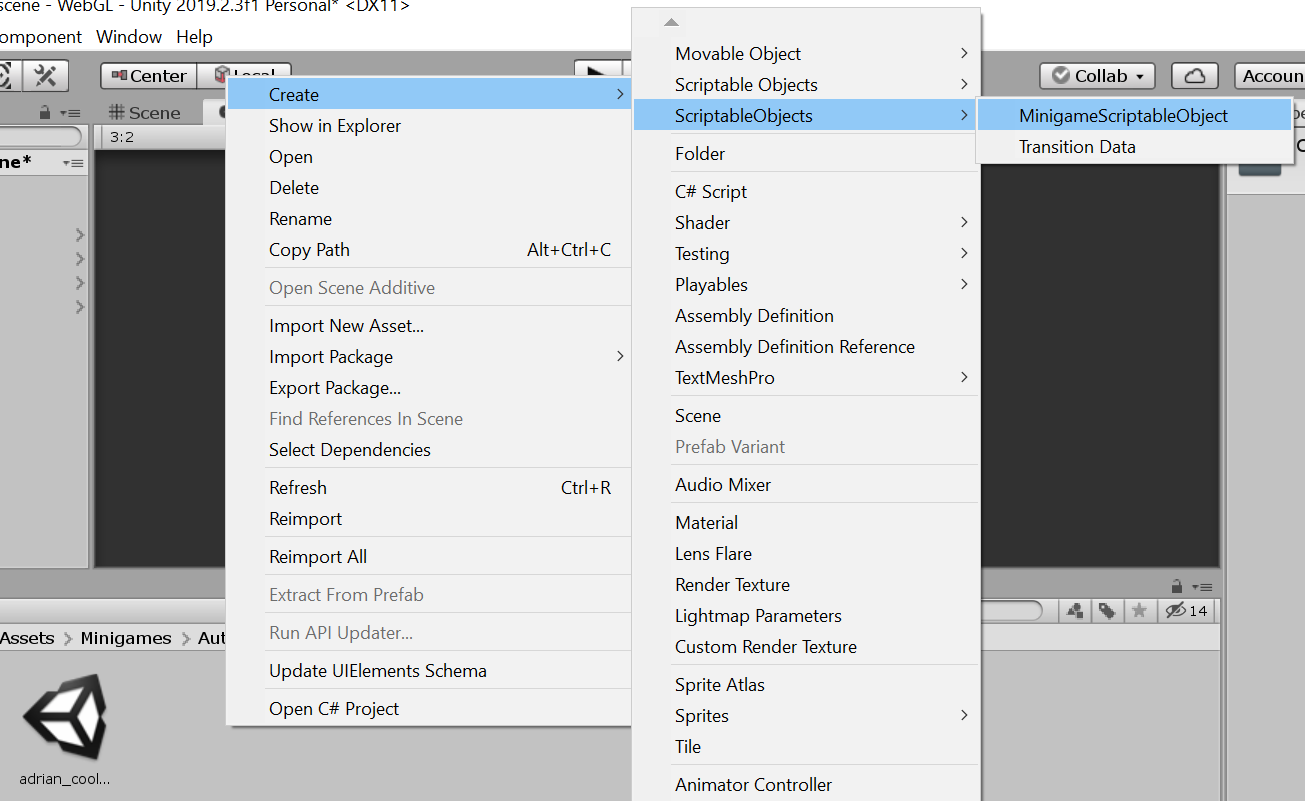 scene - WebGL - Unity 2019.2.3f1 Personal* <DX11>
omponent Window Help
Center
Local
Collab
Accoun
Scene
3:2
ne*
Create
Show in Explorer
Open
Delete
Rename
Copy Path Alt+Ctrl+C
Open Scene Additive
Import New Asset...
Import Package
Export Package...
Find References In Scene
Select Dependencies
Refresh Ctrl+R
Reimport
Reimport All
Extract From Prefab
Run API Updater...
Update UIElements Schema
Open C# Project
Movable Object
Scriptable Objects
ScriptableObjects
Folder
C# Script
Shader
Testing
Playables
Assembly Definition
Assembly Definition Reference
TextMeshPro
Scene
Prefab Variant
Audio Mixer
Material
Lens Flare
Render Texture
Lightmap Parameters
Custom Render Texture
Sprite Atlas
Sprites
Tile
Animator Controller
MinigameScriptableObject
Transition Data
14
Assets > Minigames > Aut
adrian_cool...